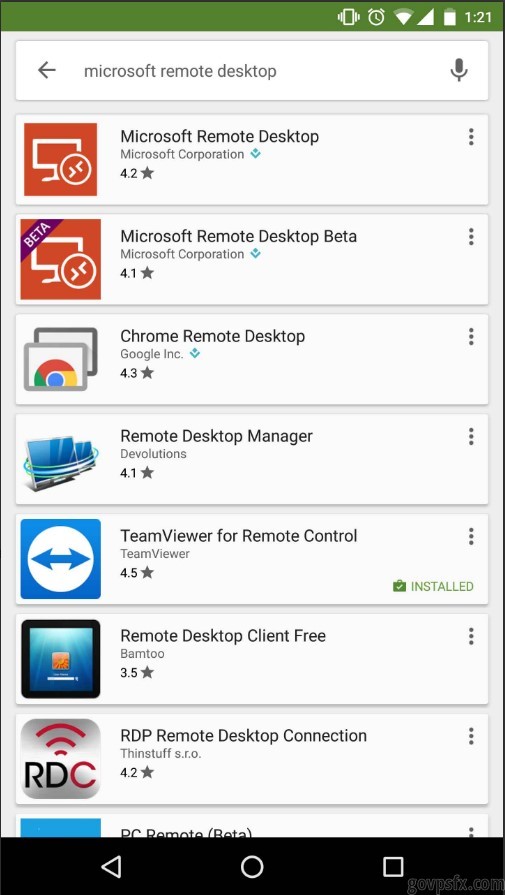 1:21
microsoft remote desktop
Microsoft Remote Desktop
Microsoft Corporation
4.2
BETA
Microsoft Remote Desktop Beta
Microsoft Corporation
4.1
Chrome Remote Desktop
Google Inc.
4.3
Remote Desktop Manager
Devolutions
4.1
TeamViewer for Remote Control
TeamViewer
4.5
INSTALLED
Remote Desktop Client Free
Bamtoo
3.5
RDC
RDP Remote Desktop Connection
Thinstuff s.r.o.
4.2
PC Remote (Beta)
govpsfx.com